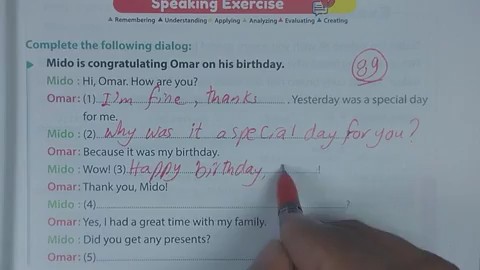 Speaking Exercise
▲ Remembering ▲ Understanding ▲ Applying ▲ Analyzing ▲ Evaluating ▲ Creating
Complete the following dialog:
Mido is congratulating Omar on his birthday.
89
Mido : Hi, Omar. How are you?
Omar: (1) I'm fine, thanks. Yesterday was a special day
for me.
Mido : (2) Why was it a special day for you?
Omar: Because it was my birthday.
Mido : Wow! (3) Happy birthday, !
Omar: Thank you, Mido!
Mido : (4) ?
Omar: Yes, I had a great time with my family.
Mido : Did you get any presents?
Omar: (5)